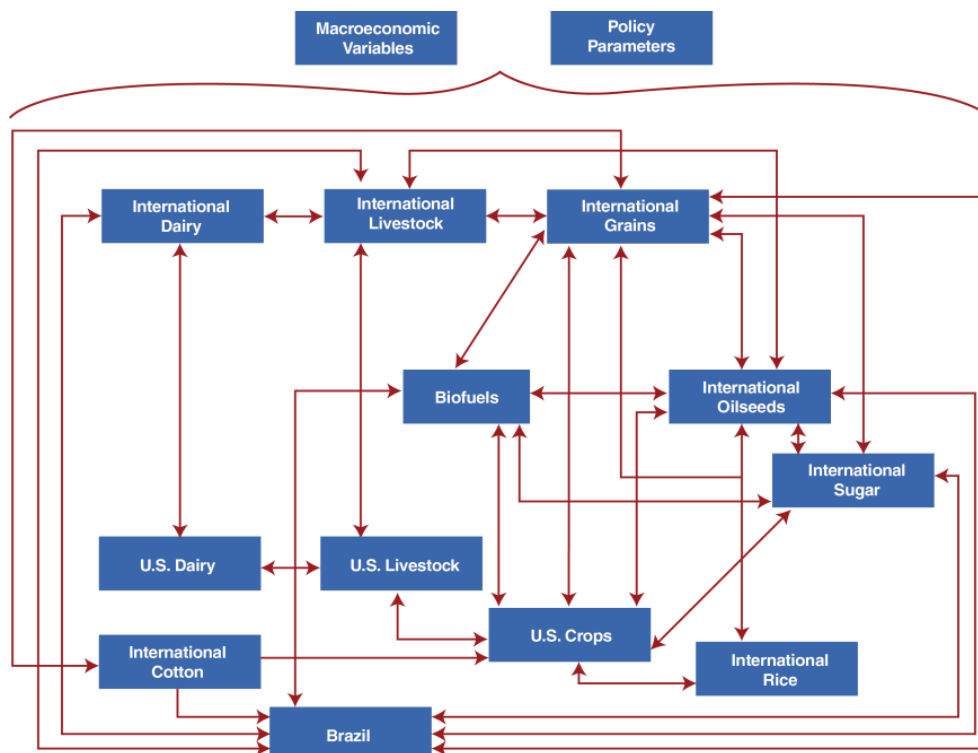 Macroeconomic
Variables
Policy
Parameters
International
Dairy
International
Livestock
International
Grains
Biofuels
International
Oilseeds
International
Sugar
U.S. Dairy
U.S. Livestock
U.S. Crops
International
Cotton
International
Rice
Brazil